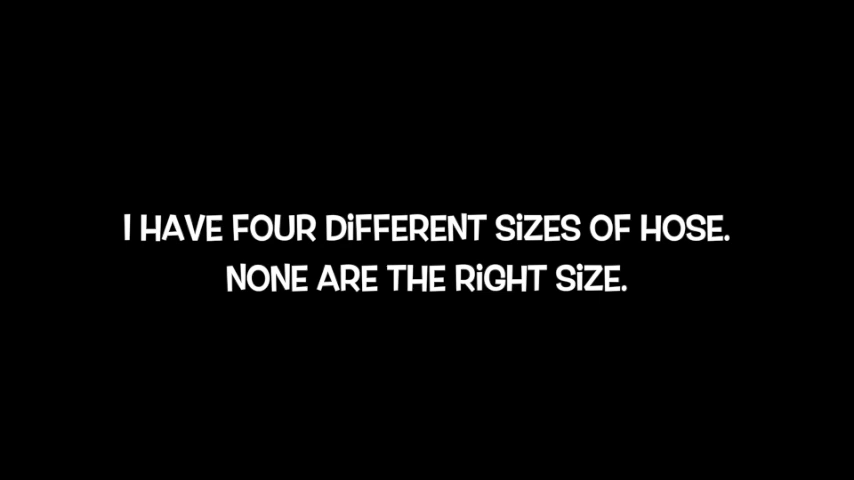 I HAVE FOUR DIFFERENT SIZES OF HOSE.
NONE ARE THE RIGHT SIZE.